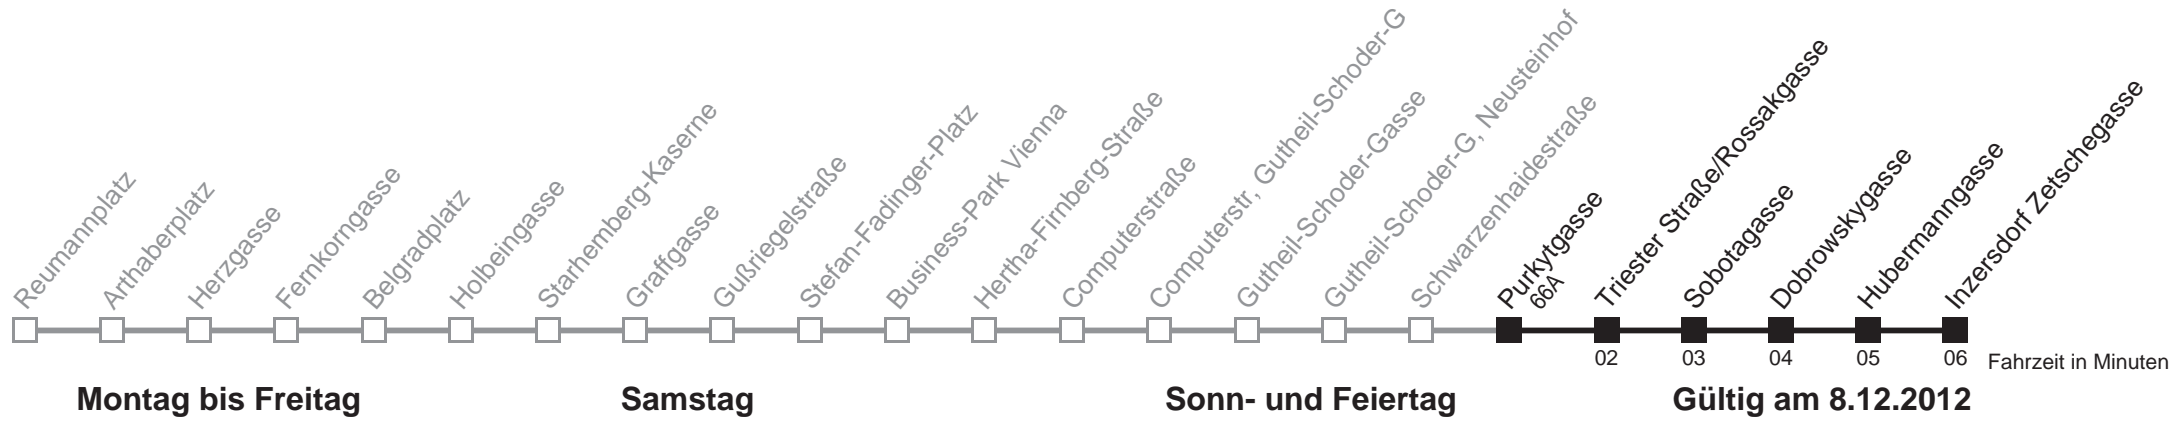 Reumannplatz
Arthaberplatz
Herzgasse
Fernkorngasse
Belgradplatz
Holbeingasse
Starhemberg-Kaserne
Graffgasse
Gußriegelstraße
Stefan-Fadinger-Platz
Business-Park Vienna
Hertha-Firnberg-Straße
Computerstraße
Computerstr, Gutheil-Schoder-G
Gutheil-Schoder-Gasse
Gutheil-Schoder-G, Neusteinhof
Schwarzenhaidestraße
Purkytgasse
66A
Triester Straße/Rossakgasse
Sobotagasse
Dobrowskygasse
Hubermanngasse
Inzersdorf Zetschegasse
02 03 04 05 06 Fahrzeit in Minuten
Montag bis Freitag Samstag Sonn- und Feiertag Gültig am 8.12.2012